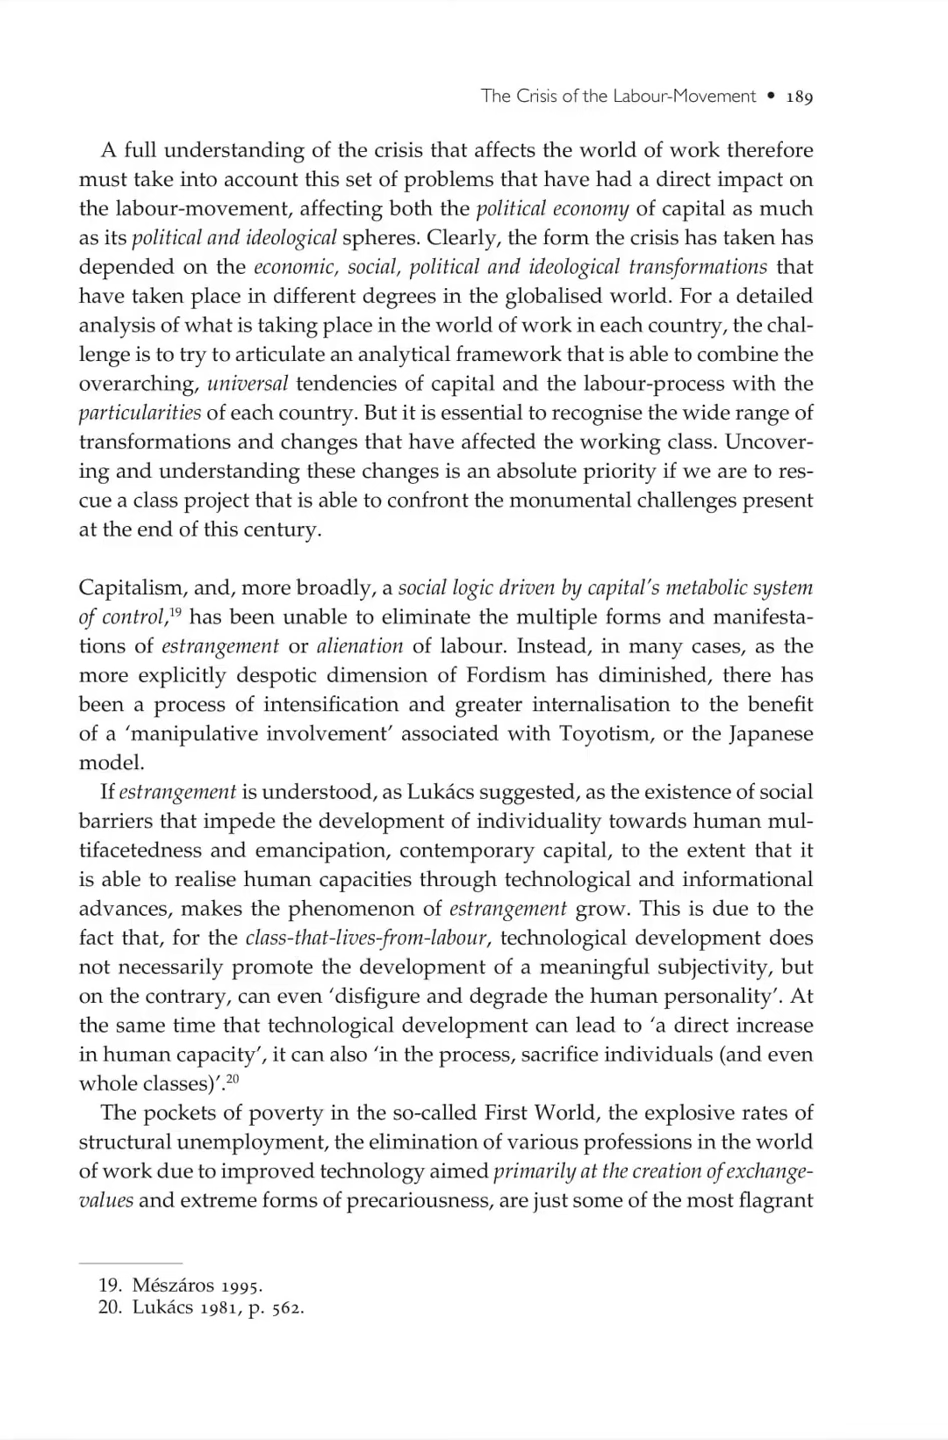 The Crisis of the Labour-Movement • 189
A full understanding of the crisis that affects the world of work therefore
must take into account this set of problems that have had a direct impact on
the labour-movement, affecting both the political economy of capital as much
as its political and ideological spheres. Clearly, the form the crisis has taken has
depended on the economic, social, political and ideological transformations that
have taken place in different degrees in the globalised world. For a detailed
analysis of what is taking place in the world of work in each country, the chal-
lenge is to try to articulate an analytical framework that is able to combine the
overarching, universal tendencies of capital and the labour-process with the
particularities of each country. But it is essential to recognise the wide range of
transformations and changes that have affected the working class. Uncover-
ing and understanding these changes is an absolute priority if we are to res-
cue a class project that is able to confront the monumental challenges present
at the end of this century.
Capitalism, and, more broadly, a social logic driven by capital's metabolic system
of control,19 has been unable to eliminate the multiple forms and manifesta-
tions of estrangement or alienation of labour. Instead, in many cases, as the
more explicitly despotic dimension of Fordism has diminished, there has
been a process of intensification and greater internalisation to the benefit
of a ‘manipulative involvement’ associated with Toyotism, or the Japanese
model.
If estrangement is understood, as Lukács suggested, as the existence of social
barriers that impede the development of individuality towards human mul-
tifacetedness and emancipation, contemporary capital, to the extent that it
is able to realise human capacities through technological and informational
advances, makes the phenomenon of estrangement grow. This is due to the
fact that, for the class-that-lives-from-labour, technological development does
not necessarily promote the development of a meaningful subjectivity, but
on the contrary, can even ‘disfigure and degrade the human personality’. At
the same time that technological development can lead to ‘a direct increase
in human capacity’, it can also ‘in the process, sacrifice individuals (and even
whole classes)’.20
The pockets of poverty in the so-called First World, the explosive rates of
structural unemployment, the elimination of various professions in the world
of work due to improved technology aimed primarily at the creation of exchange-
values and extreme forms of precariousness, are just some of the most flagrant
19. Mészáros 1995.
20. Lukács 1981, p. 562.